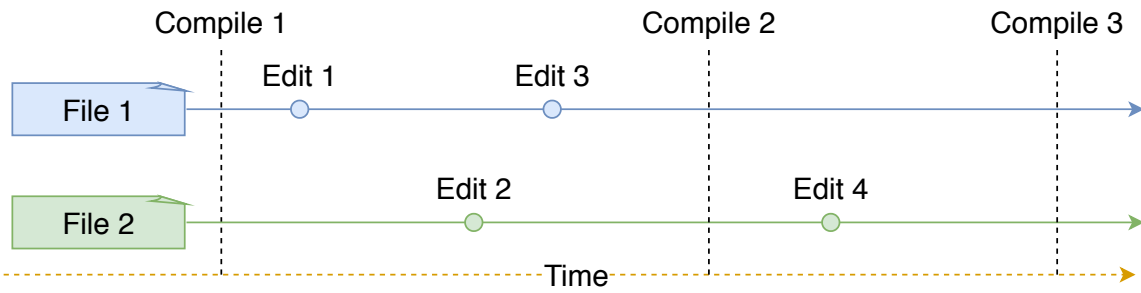 Compile 1
Compile 2
Compile 3
Edit 1
Edit 3
File 1
Edit 2
Edit 4
File 2
Time